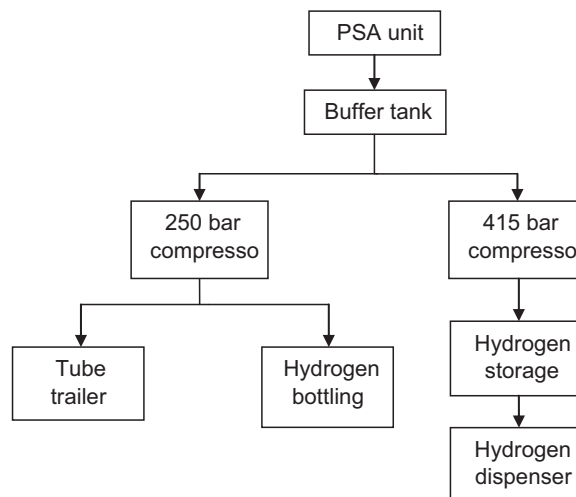 PSA unit
Buffer tank
250 bar
compresso
415 bar
compresso
Tube
trailer
Hydrogen
bottling
Hydrogen
storage
Hydrogen
dispenser